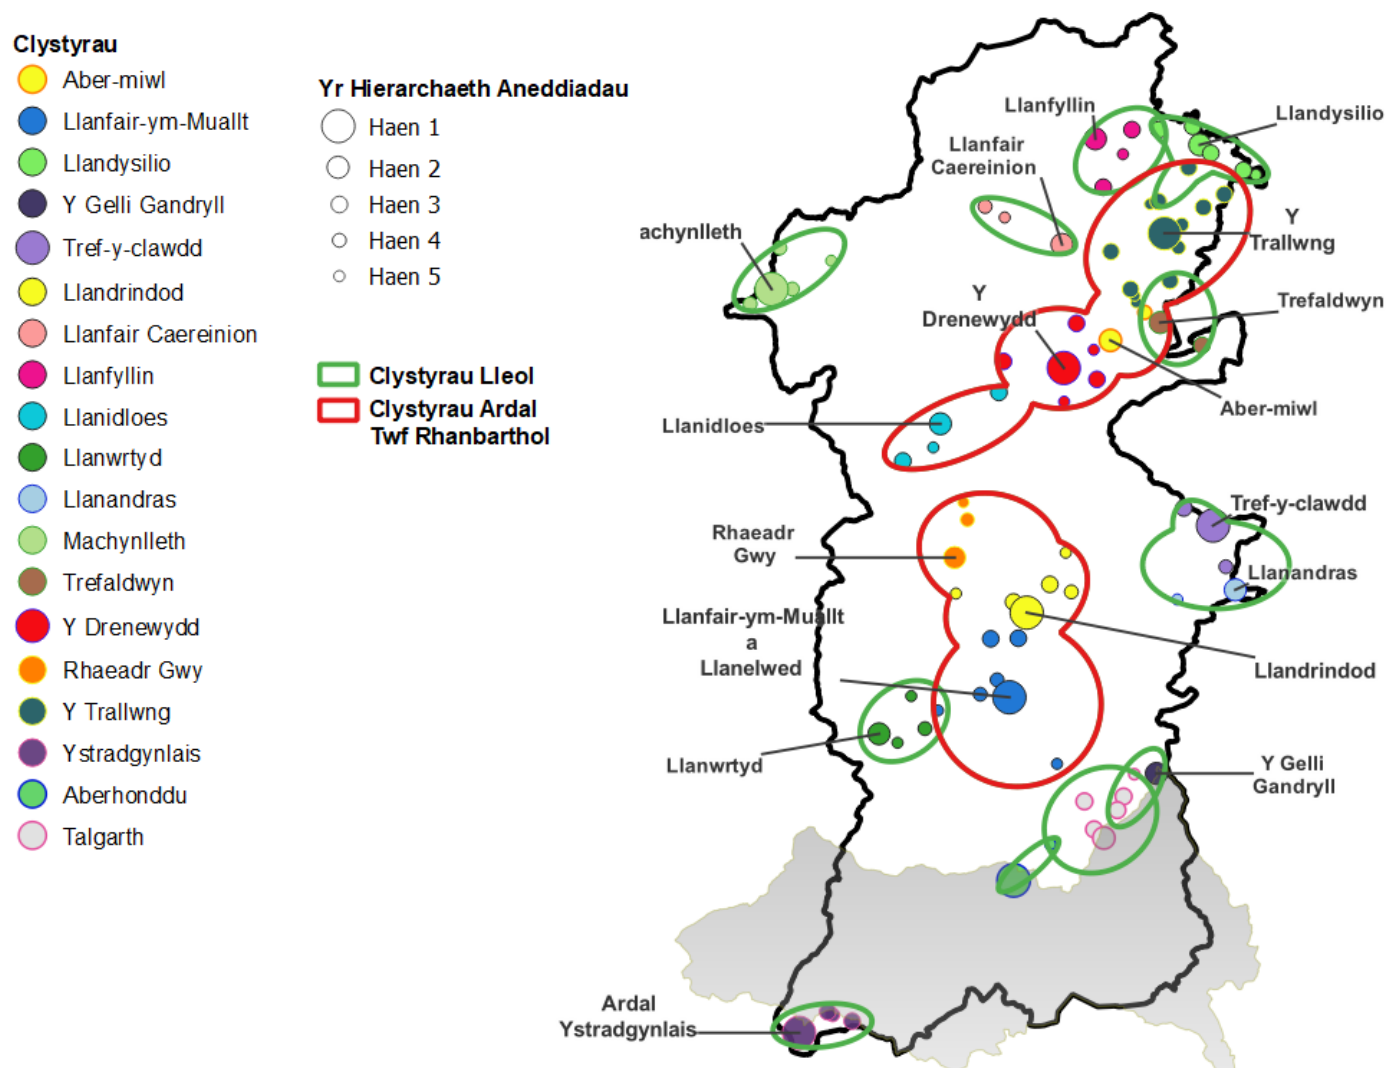 Clystyrau
Aber-miwl
Llanfair-ym-Muallt
Llandysilio
Y Gelli Gandryll
Tref-y-clawdd
Llandrindod
Llanfair Caereinion
Llanfyllin
Llanidloes
Llanwrtyd
Llanandras
Machynlleth
Trefaldwyn
Y Drenewydd
Rhaeadr Gwy
Y Trallwng
Ystradgynlais
Aberhonddu
Talgarth
Yr Hierarchaeth Aneddiadau
Haen 1
Haen 2
Haen 3
Haen 4
Haen 5
Clystyrau Lleol
Clystyrau Ardal
Twf Rhanbarthol
Llanfyllin
Llandysilio
Llanfair
Caereinion
Y
Trallwng
achynlleth
Y
Drenewydd
Trefaldwyn
Aber-miwl
Llanidloes
Tref-y-clawdd
Rhaeadr
Gwy
Llanandras
Llanfair-ym-Muallt
a
Llanelwed
Llandrindod
Llanwrtyd
Y Gelli
Gandryll
Ardal
Ystradgynlais